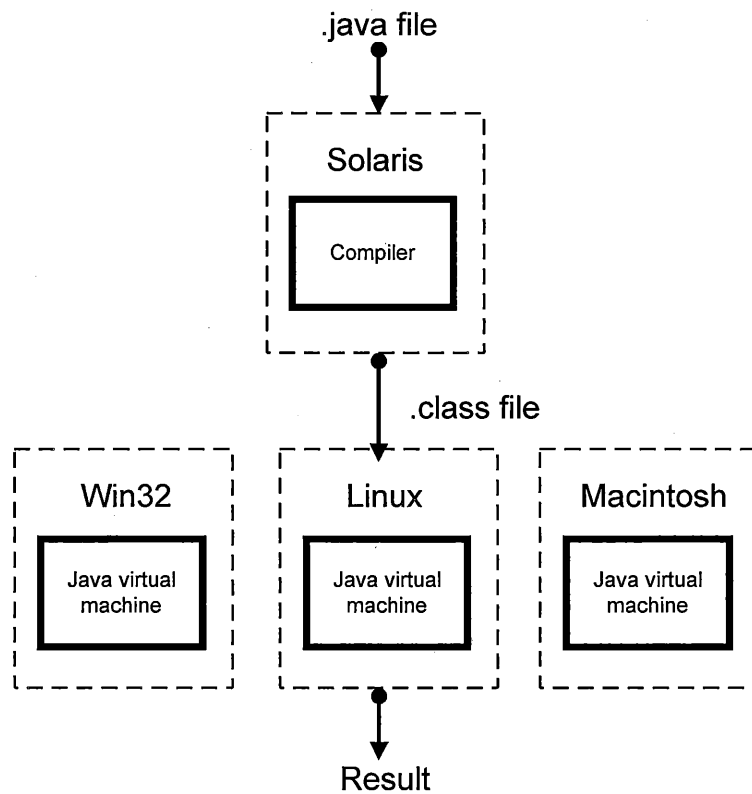 .java file
Solaris
Compiler
.class file
Win32
Linux
Macintosh
Java virtual
machine
Java virtual
machine
Java virtual
machine
Result